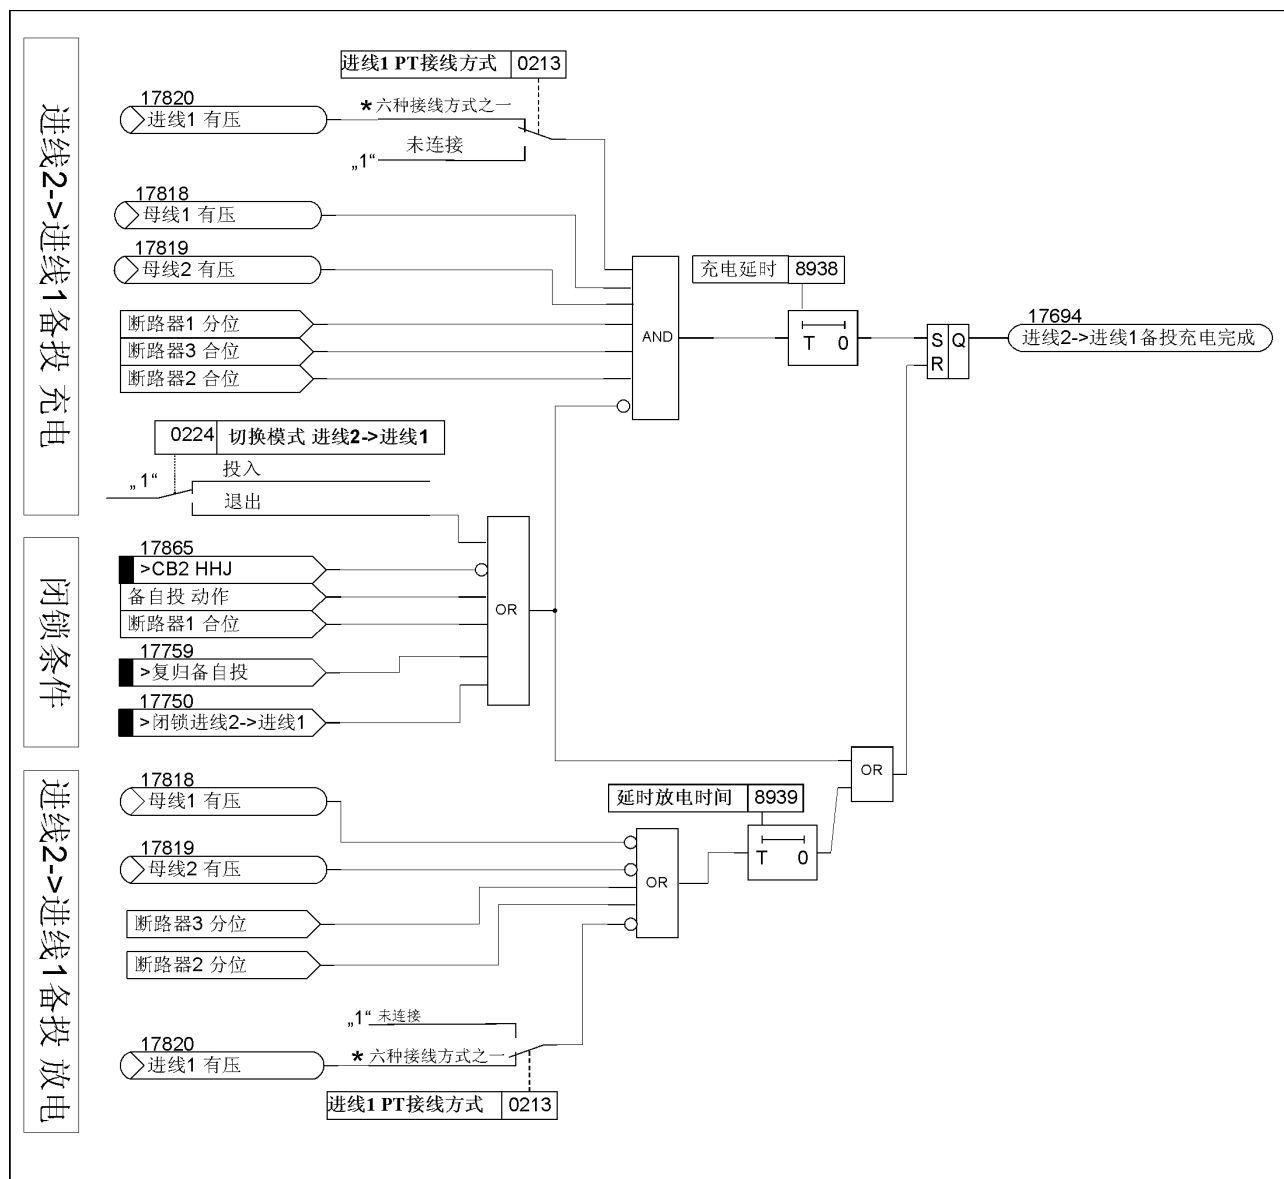 进线2->进线1备投 充电
进线1 PT接线方式 0213
17820
进线1 有压
*六种接线方式之一
未连接
„1“
17818
母线1 有压
17819
母线2 有压
断路器1 分位
断路器3 合位
断路器2 合位
AND
充电延时 8938
T 0
S Q
R
17694
进线2->进线1备投充电完成
0224 切换模式 进线2->进线1
„1“
投入
退出
闭锁条件
17865
>CB2 HHJ
备自投 动作
断路器1 合位
17759
>复归备自投
17750
>闭锁进线2->进线1
OR
OR
进线2->进线1备投 放电
17818
母线1 有压
17819
母线2 有压
断路器3 分位
断路器2 分位
OR
延时放电时间 8939
T 0
„1“ 未连接
17820
进线1 有压
*六种接线方式之一
进线1 PT接线方式 0213